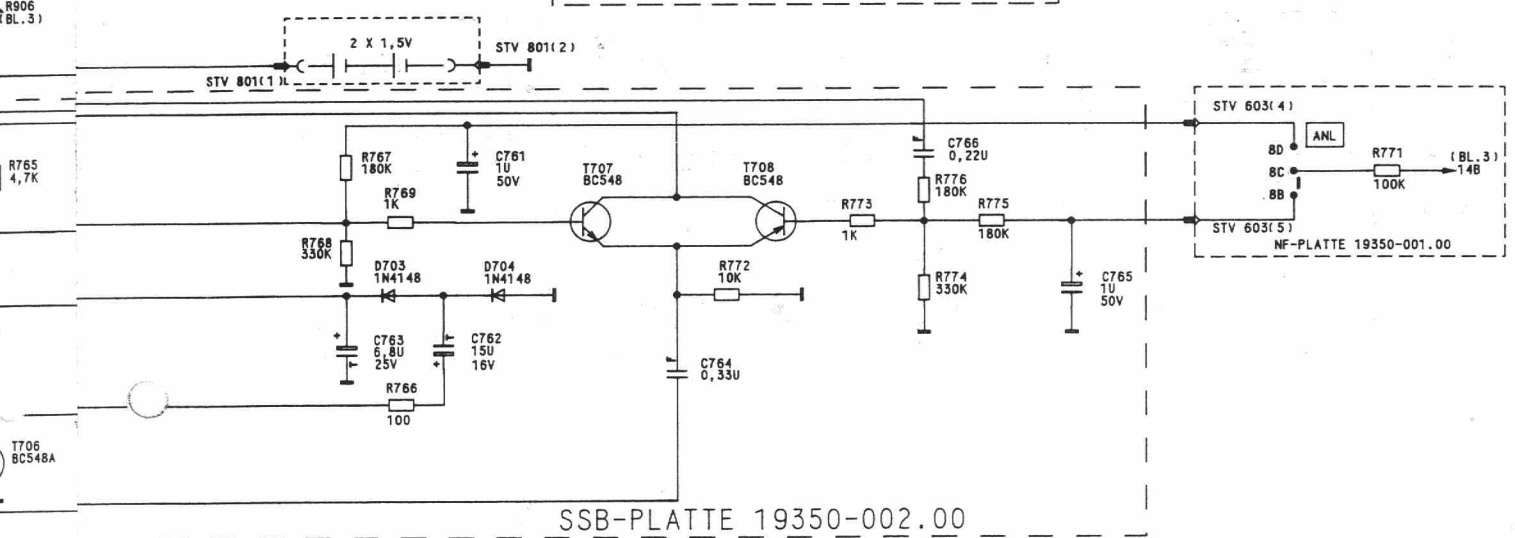 R906
(BL.3)
2 X 1,5V
STV 801(2)
STV 801(1)
STV 603(4)
ANL
8D
8C
8B
R771
100K
(BL.3)
14B
STV 603(5)
NF-PLATTE 19350-001.00
R765
4,7K
R767
180K
C761
1U
50V
R769
1K
R768
330K
T707
BC548
T708
BC548
C766
0,22U
R776
180K
R773
1K
R775
180K
R774
330K
C765
1U
50V
D703
1N4148
D704
1N4148
R772
10K
C763
6,8U
25V
C762
15U
16V
C764
0,33U
R766
100
T706
BC548A
SSB-PLATTE 19350-002.00